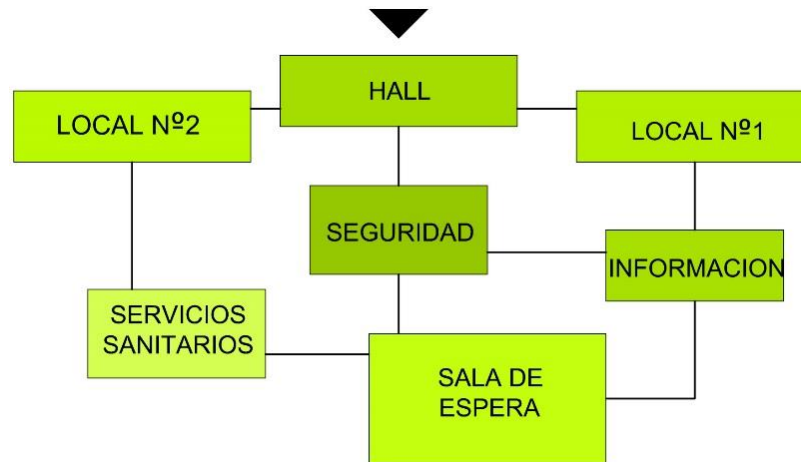 HALL
LOCAL Nº2
LOCAL Nº1
SEGURIDAD
INFORMACION
SERVICIOS
SANITARIOS
SALA DE
ESPERA